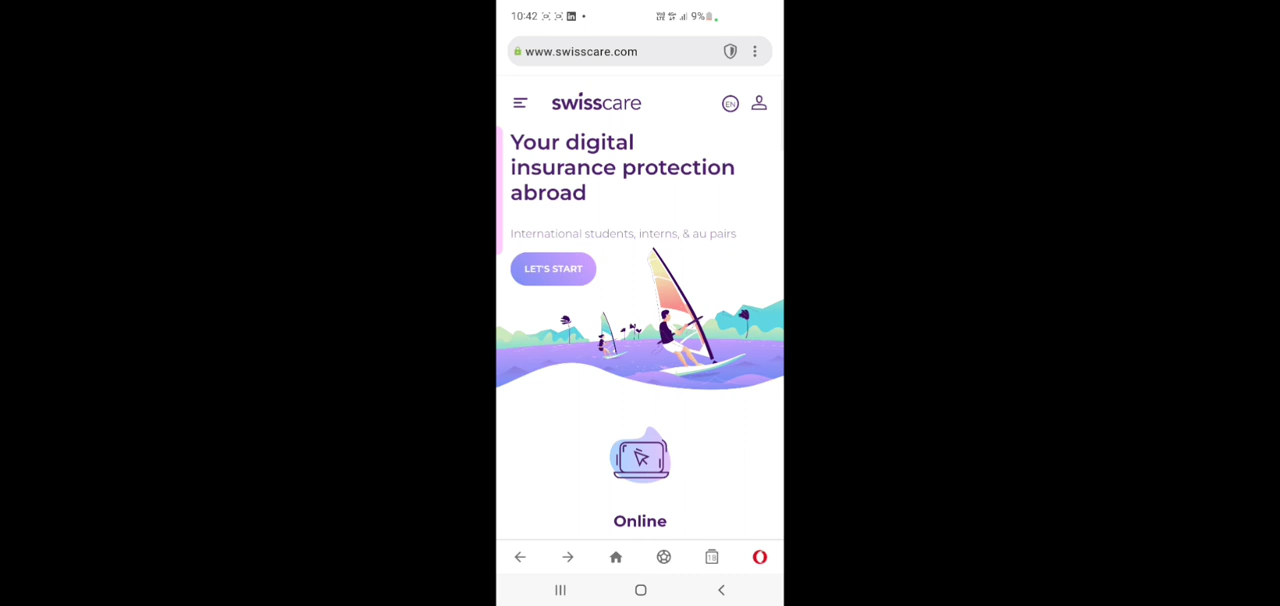 10:42
9%
www.swisscare.com
swisscare
EN
Your digital
insurance protection
abroad
International students, interns, & au pairs
LET'S START
Online